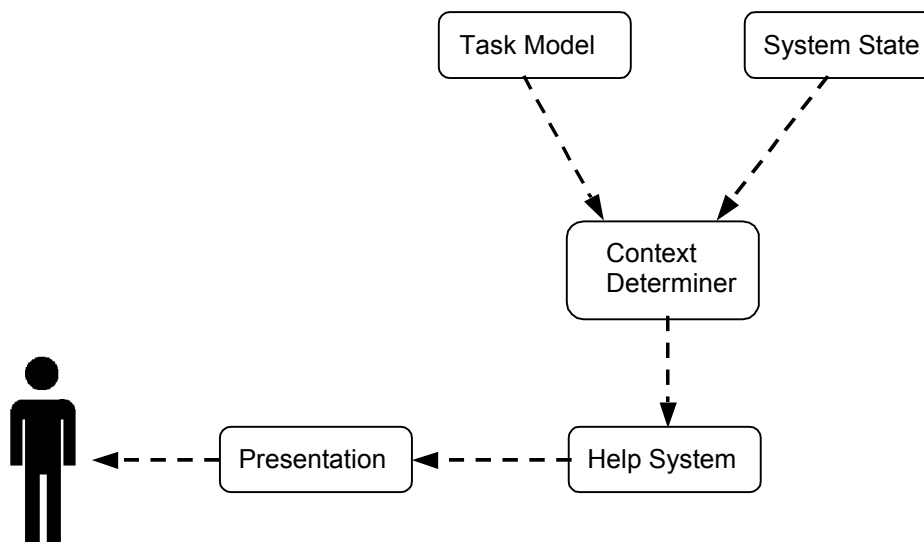 Task Model
System State
Context
Determiner
Presentation
Help System